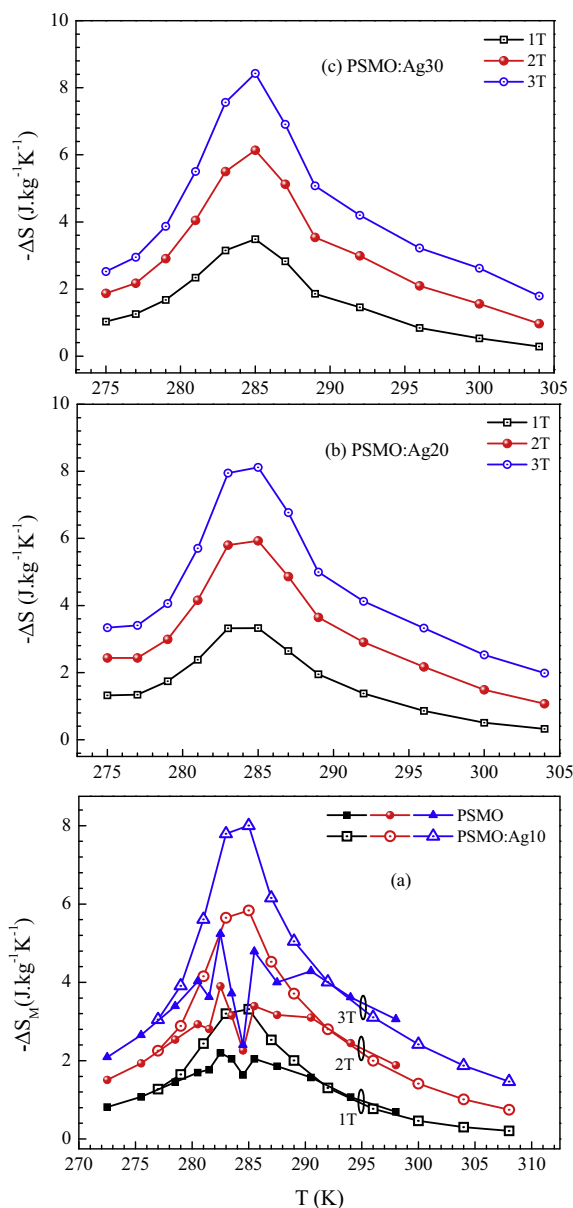 10
(c) PSMO:Ag30
1T
2T
3T
8
6
4
2
0
-ΔS (J.kg⁻¹K⁻¹)
275 280 285 290 295 300 305
10
(b) PSMO:Ag20
1T
2T
3T
8
6
4
2
0
-ΔS (J.kg⁻¹K⁻¹)
275 280 285 290 295 300 305
PSMO
PSMO:Ag10
(a)
8
6
4
2
0
-ΔS_M(J.kg⁻¹K⁻¹)
3T
2T
1T
270 275 280 285 290 295 300 305 310
T (K)